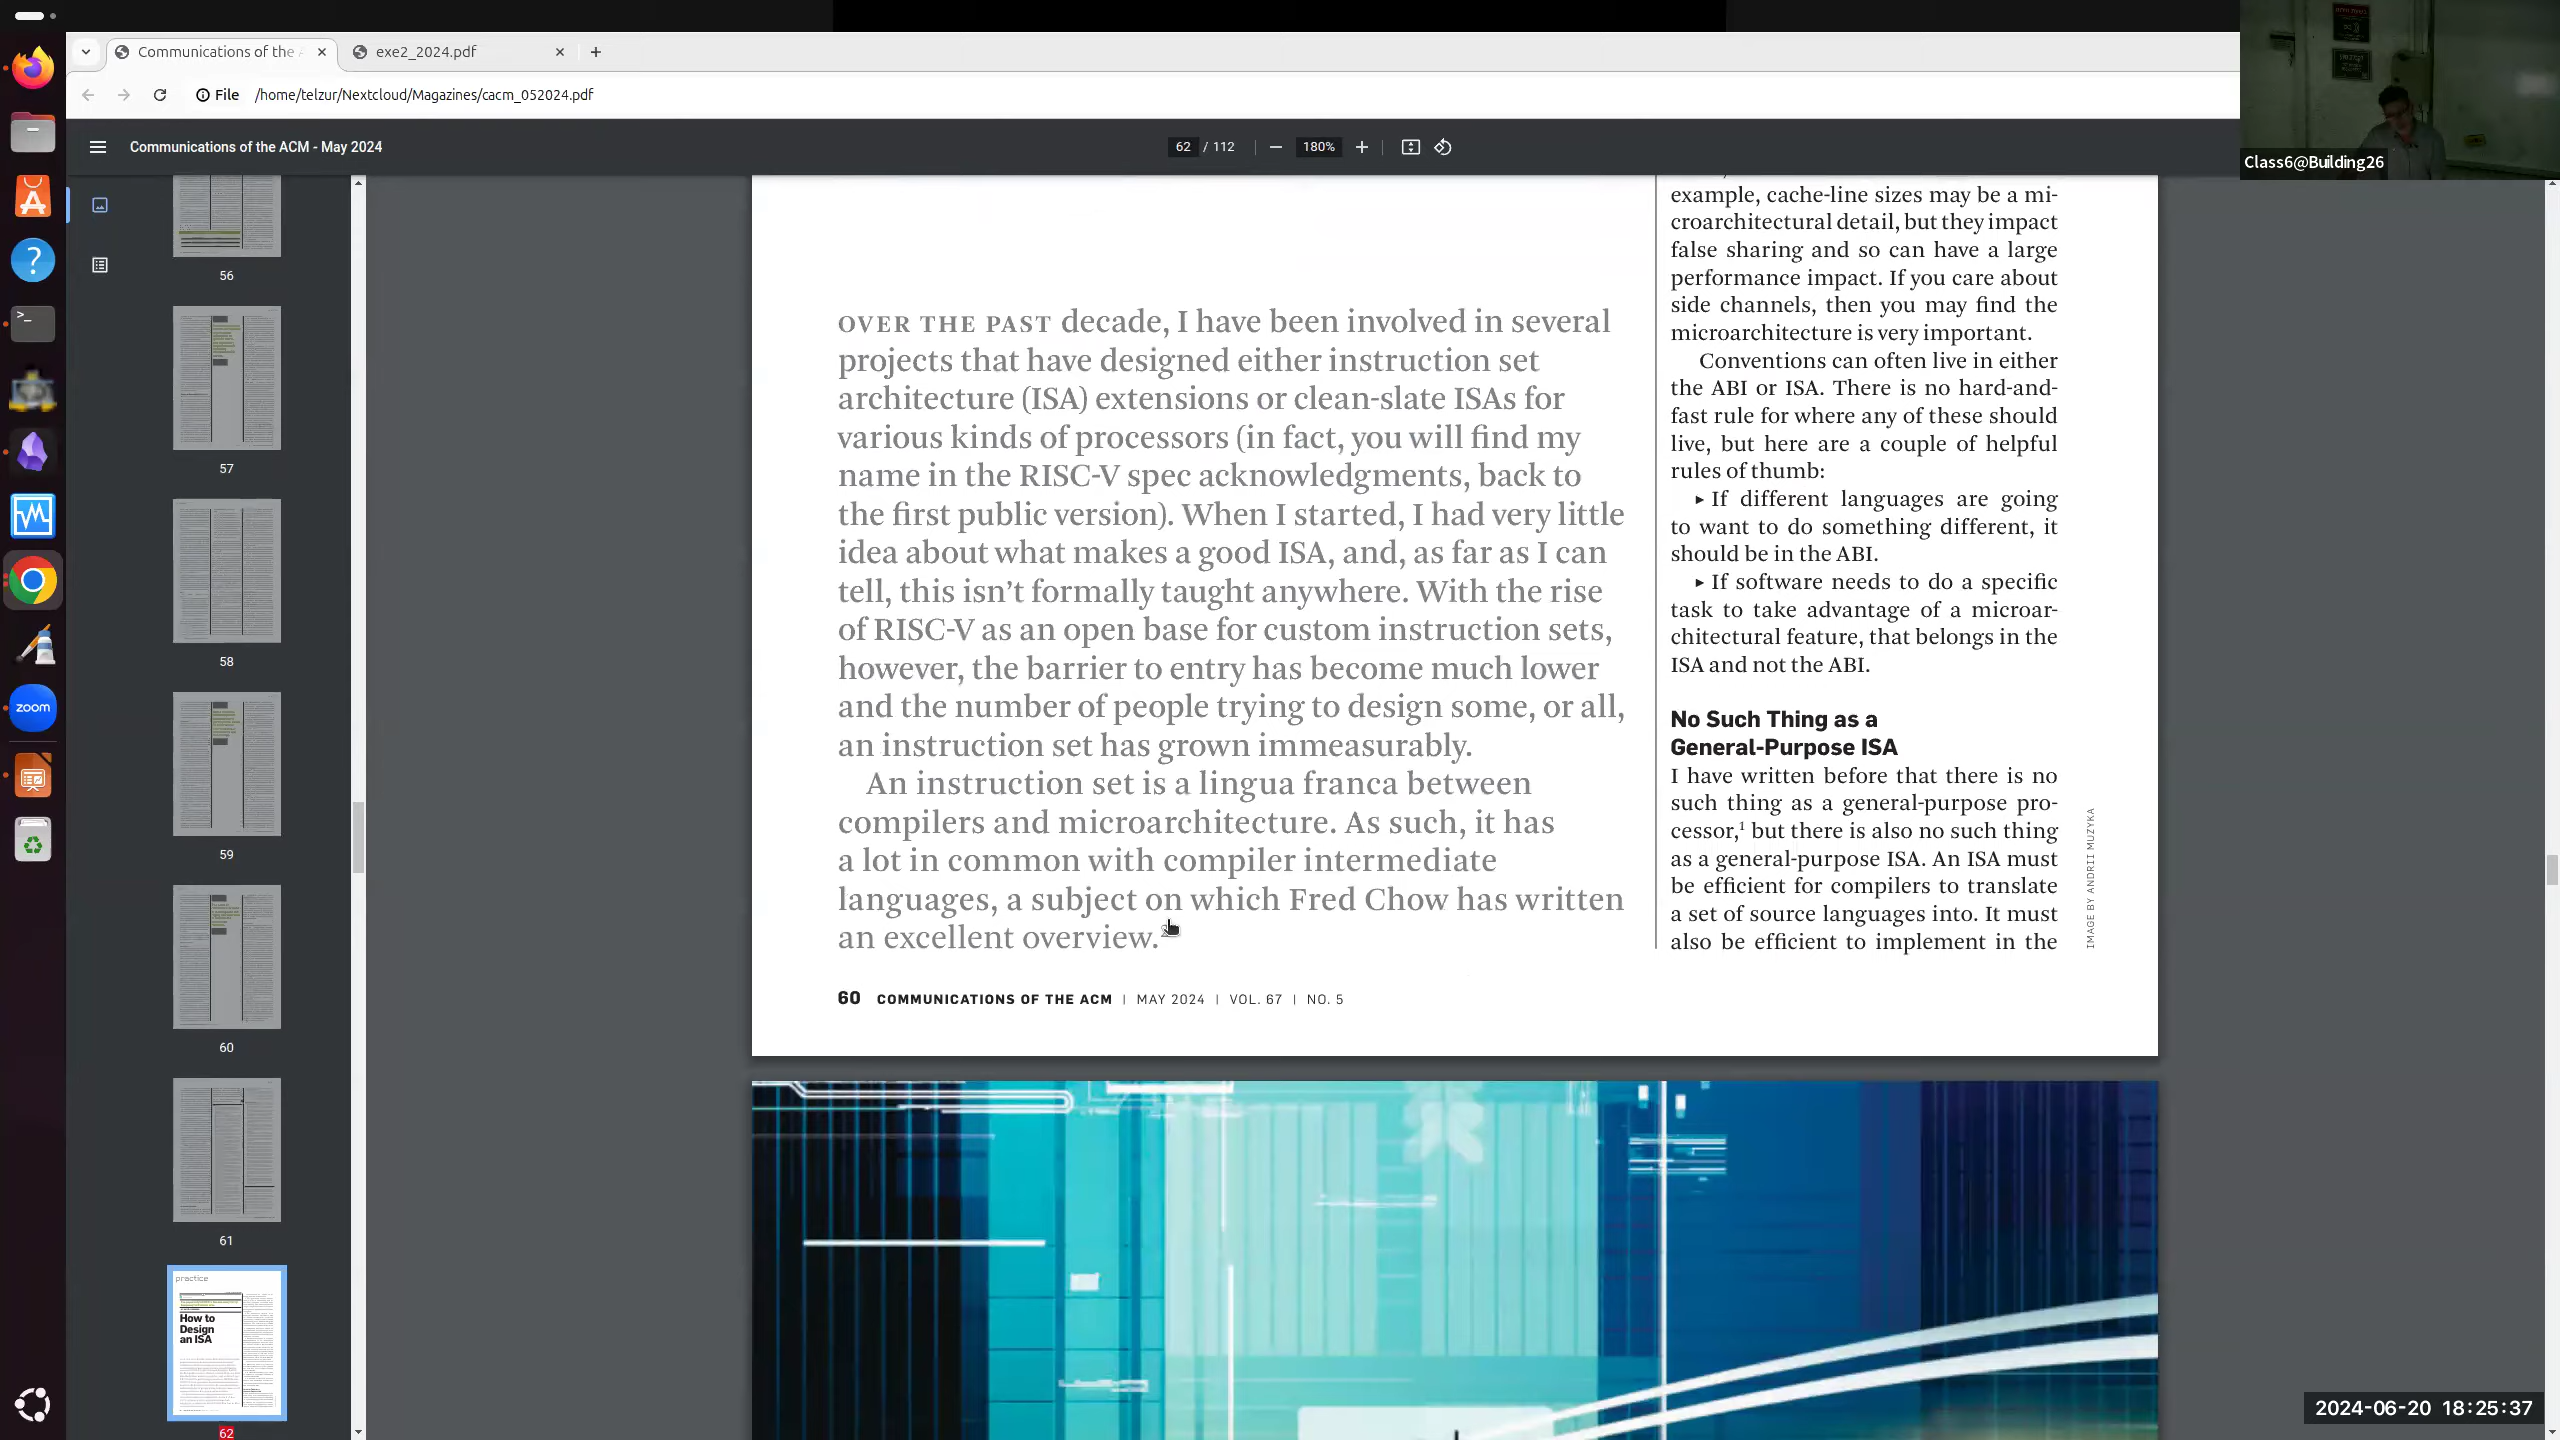 Communications of the
exe2_2024.pdf
File
/home/telzur/Nextcloud/Magazines/cacm_052024.pdf
Communications of the ACM - May 2024
62 / 112
180%
Class6@Building26
56
57
58
59
60
61
practice
How to
Design
an ISA
62
OVER THE PAST decade, I have been involved in several
projects that have designed either instruction set
architecture (ISA) extensions or clean-slate ISAs for
various kinds of processors (in fact, you will find my
name in the RISC-V spec acknowledgments, back to
the first public version). When I started, I had very little
idea about what makes a good ISA, and, as far as I can
tell, this isn’t formally taught anywhere. With the rise
of RISC-V as an open base for custom instruction sets,
however, the barrier to entry has become much lower
and the number of people trying to design some, or all,
an instruction set has grown immeasurably.
An instruction set is a lingua franca between
compilers and microarchitecture. As such, it has
a lot in common with compiler intermediate
languages, a subject on which Fred Chow has written
an excellent overview.
example, cache-line sizes may be a mi-
croarchitectural detail, but they impact
false sharing and so can have a large
performance impact. If you care about
side channels, then you may find the
microarchitecture is very important.
Conventions can often live in either
the ABI or ISA. There is no hard-and-
fast rule for where any of these should
live, but here are a couple of helpful
rules of thumb:
▸ If different languages are going
to want to do something different, it
should be in the ABI.
▸ If software needs to do a specific
task to take advantage of a microar-
chitectural feature, that belongs in the
ISA and not the ABI.
No Such Thing as a
General-Purpose ISA
I have written before that there is no
such thing as a general-purpose pro-
cessor,¹ but there is also no such thing
as a general-purpose ISA. An ISA must
be efficient for compilers to translate
a set of source languages into. It must
also be efficient to implement in the
IMAGE BY ANDRII MUZYKA
60 COMMUNICATIONS OF THE ACM | MAY 2024 | VOL. 67 | NO. 5
zoom
2024-06-20 18:25:37